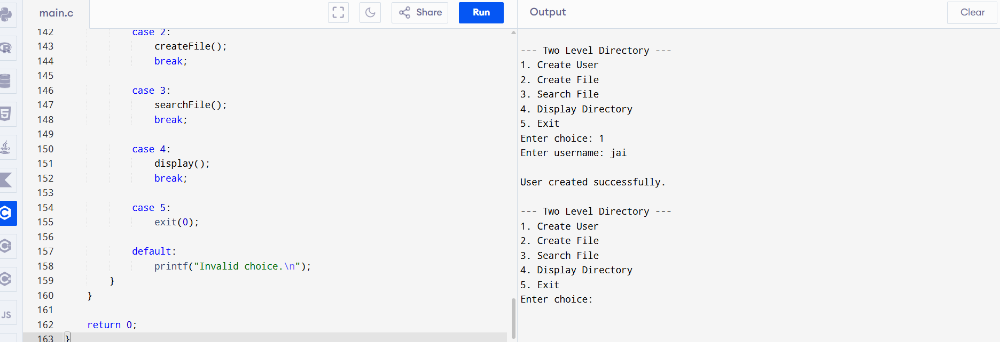 main.c
Share
Run
Output
Clear
142 case 2:
143 createFile();
144 break;
145
146 case 3:
147 searchFile();
148 break;
149
150 case 4:
151 display();
152 break;
153
154 case 5:
155 exit(0);
156
157 default:
158 printf("Invalid choice.\n");
159 }
160 }
161
162 return 0;
163 }
--- Two Level Directory ---
1. Create User
2. Create File
3. Search File
4. Display Directory
5. Exit
Enter choice: 1
Enter username: jai
User created successfully.
--- Two Level Directory ---
1. Create User
2. Create File
3. Search File
4. Display Directory
5. Exit
Enter choice:
R
5
C
C
C#
JS